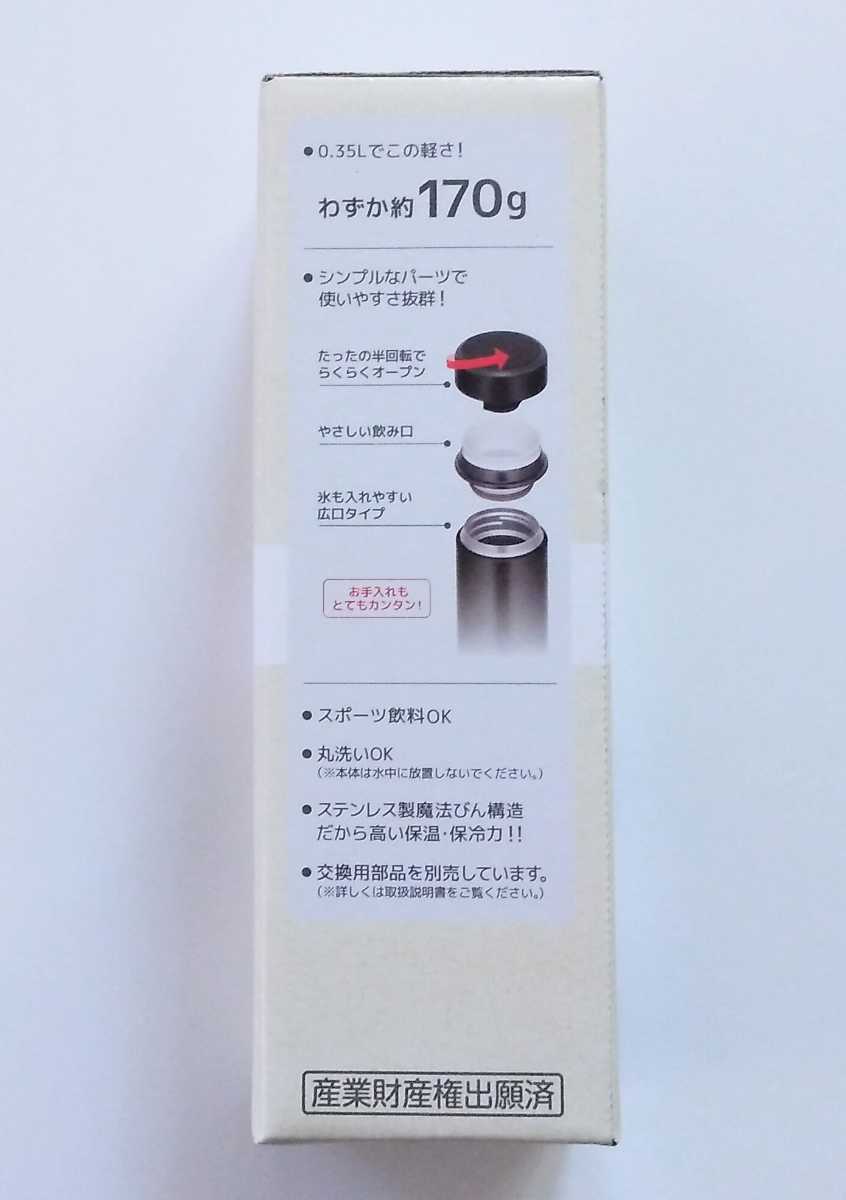 ●0.35Lでこの軽さ!
わずか約170g
●シンプルなパーツで
使いやすさ抜群!
たったの半回転で
らくらくオープン
やさしい飲み口
氷も入れやすい
広口タイプ
お手入れも
とてもカンタン!
●スポーツ飲料OK
●丸洗いOK
(※本体は水中に放置しないでください。)
●ステンレス製魔法びん構造
だから高い保温・保冷力!!
●交換用部品を別売しています。
(※詳しくは取扱説明書をご覧ください。)
産業財産権出願済